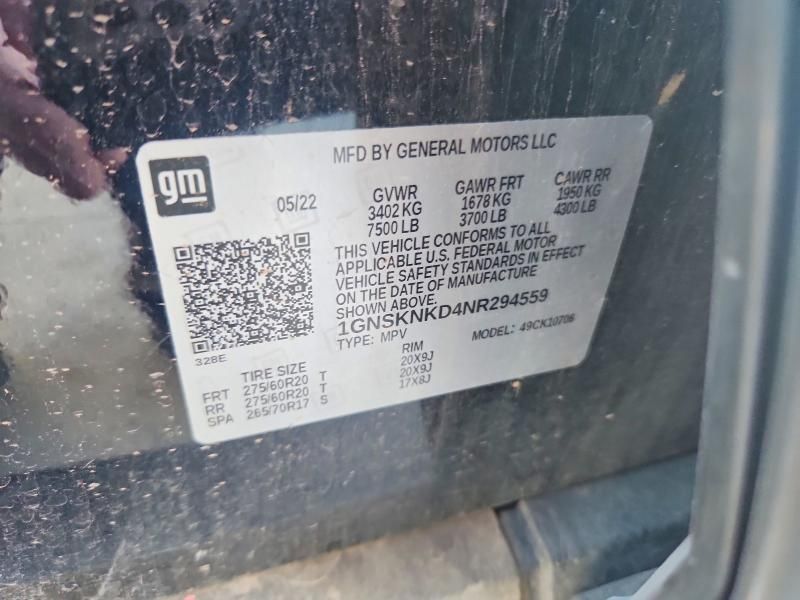 MFD BY GENERAL MOTORS LLC
gm
05/22
GVWR GAWR FRT GAWR RR
3402 KG 1678 KG 1950 KG
7500 LB 3700 LB 4300 LB
THIS VEHICLE CONFORMS TO ALL
APPLICABLE U.S. FEDERAL MOTOR
VEHICLE SAFETY STANDARDS IN EFFECT
ON THE DATE OF MANUFACTURE
SHOWN ABOVE.
1GNSKNKD4NR294559
TYPE: MPV MODEL: 49CK10706
328E
TIRE SIZE RIM
FRT 275/60R20 T 20X9J
RR 275/60R20 T 20X9J
SPA 265/70R17 S 17X8J